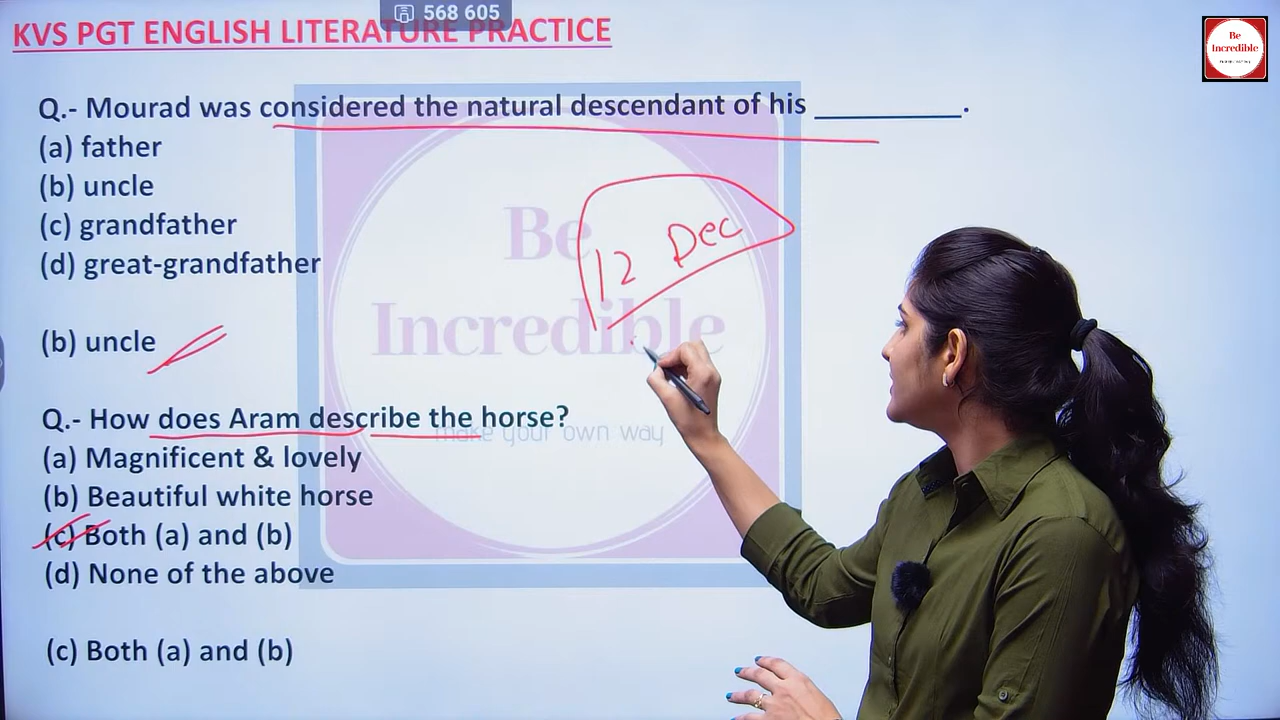 568 605
KVS PGT ENGLISH LITERATURE PRACTICE
Be
Incredible
Q.- Mourad was considered the natural descendant of his __________.
(a) father
(b) uncle
(c) grandfather
(d) great-grandfather
Be
Incredible
make your own way
12 Dec
(b) uncle
Q.- How does Aram describe the horse?
(a) Magnificent & lovely
(b) Beautiful white horse
(c) Both (a) and (b)
(d) None of the above
(c) Both (a) and (b)